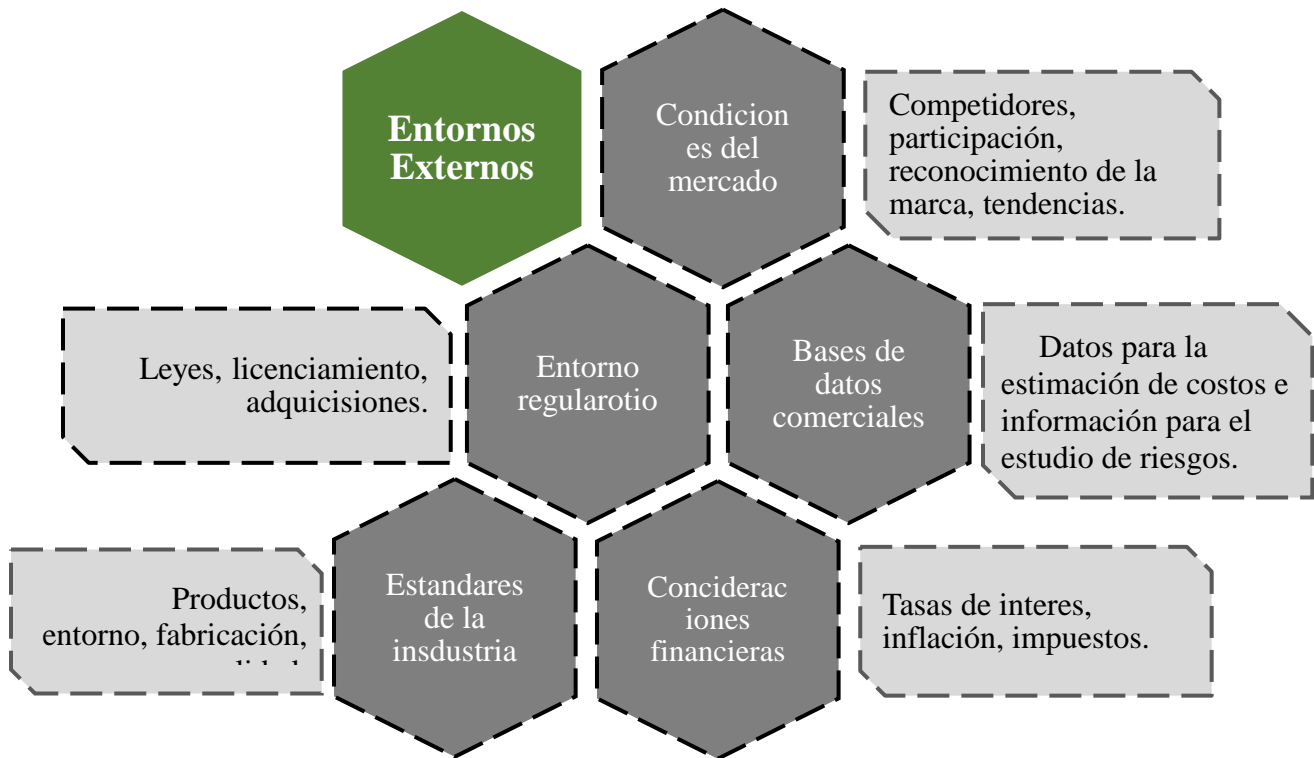 Entornos
Externos
Condicion
es del
mercado
Competidores,
participación,
reconocimiento de la
marca, tendencias.
Leyes, licenciamiento,
adquicisiones.
Entorno
regularotio
Bases de
datos
comerciales
Datos para la
estimación de costos e
información para el
estudio de riesgos.
Productos,
entorno, fabricación,
Estandares
de la
insdustria
Conciderac
iones
financieras
Tasas de interes,
inflación, impuestos.